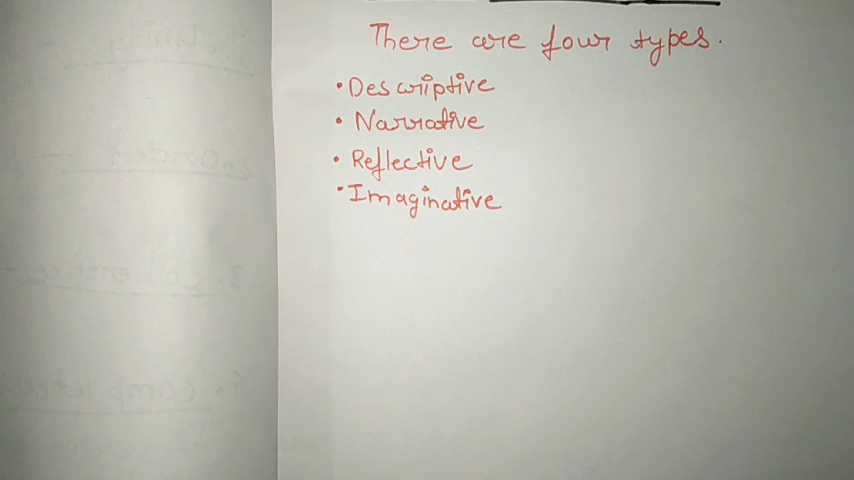 There are four types.
• Descriptive
• Narrative
• Reflective
• Imaginative